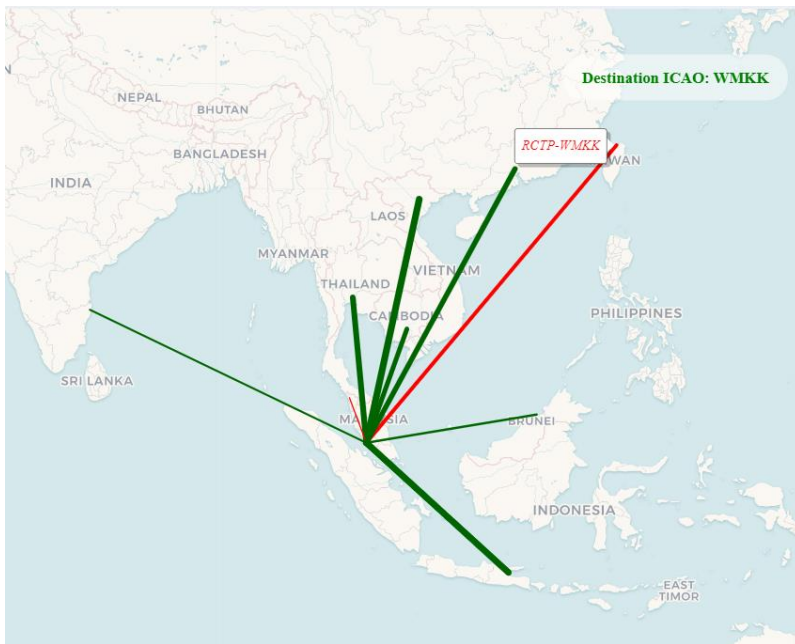 Destination ICAO: WMKK
NEPAL
BHUTAN
BANGLADESH
INDIA
RCTP-WMKK
WAN
LAOS
MYANMAR
THAILAND
VIETNAM
CAMBODIA
PHILIPPINES
SRI LANKA
MA
SIA
BRUNEI
INDONESIA
EAST
TIMOR